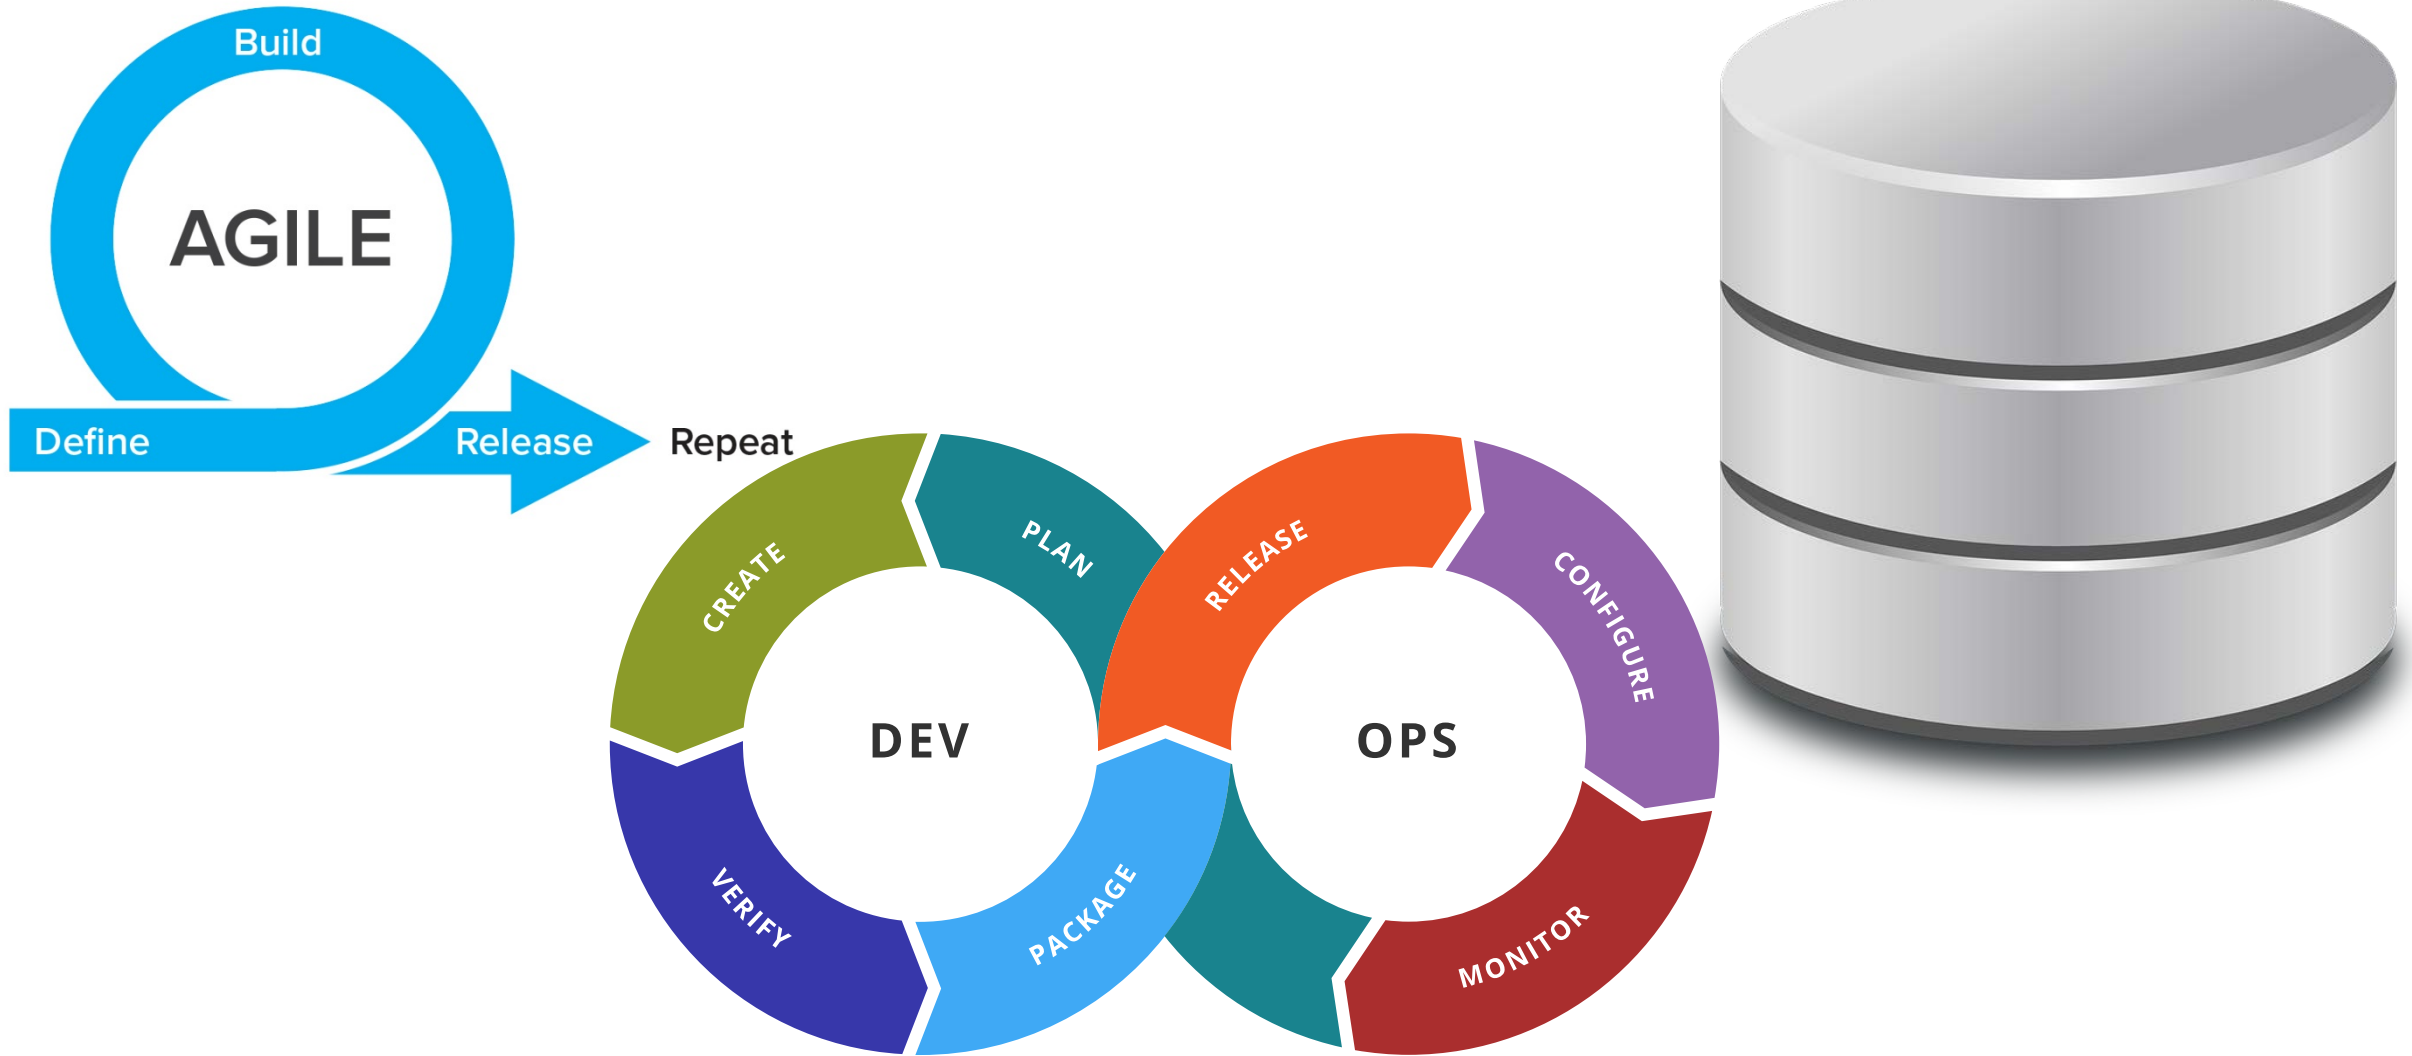 Build
AGILE
Define
Release
Repeat
CREATE
PLAN
RELEASE
CONFIGURE
DEV
OPS
VERIFY
PACKAGE
MONITOR